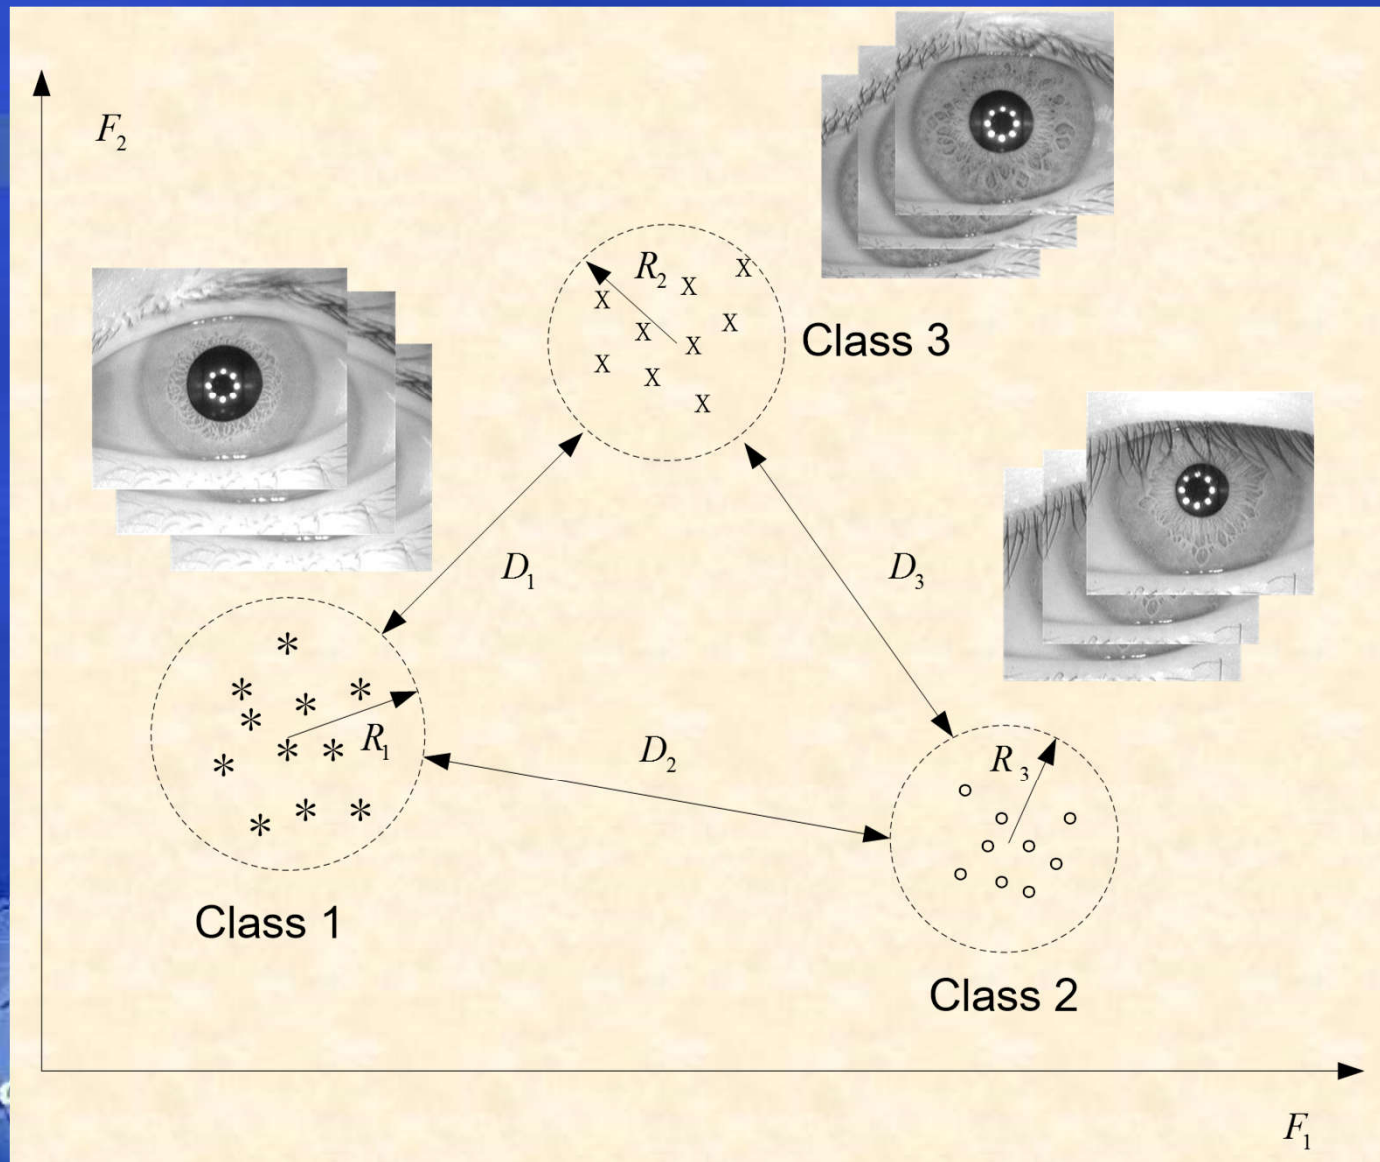 F₂
R₂
Class 3
D₁
D₃
R₁
D₂
R₃
Class 1
Class 2
F₁